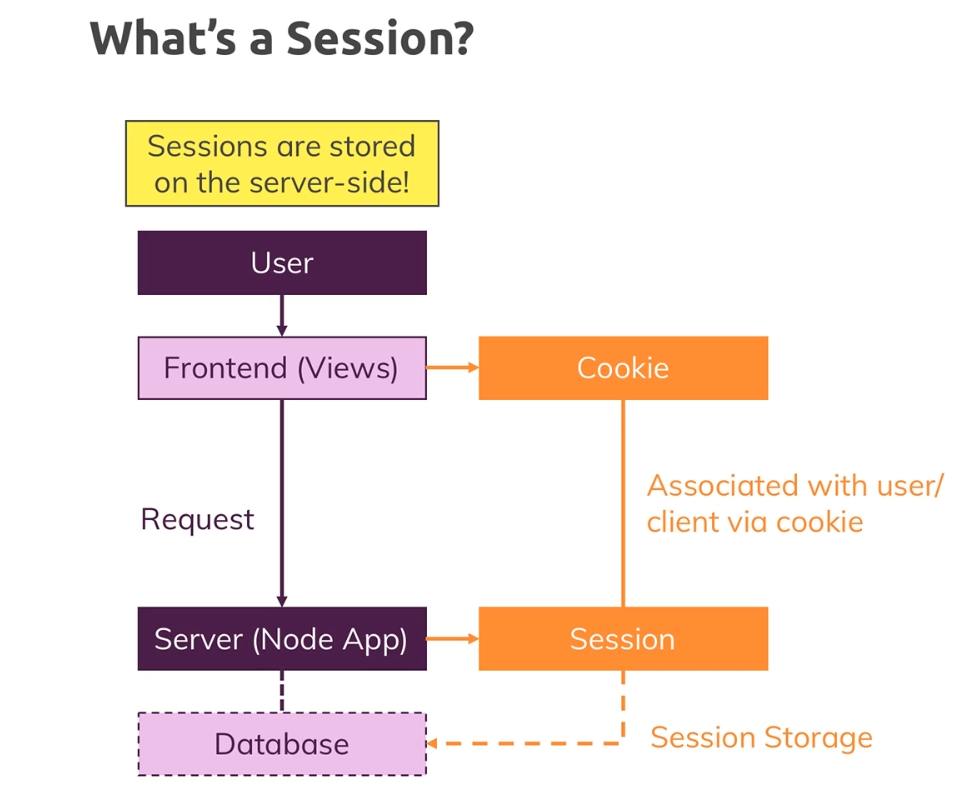 What's a Session?
Sessions are stored
on the server-side!
User
Frontend (Views)
Cookie
Request
Associated with user/
client via cookie
Server (Node App)
Session
Database
Session Storage